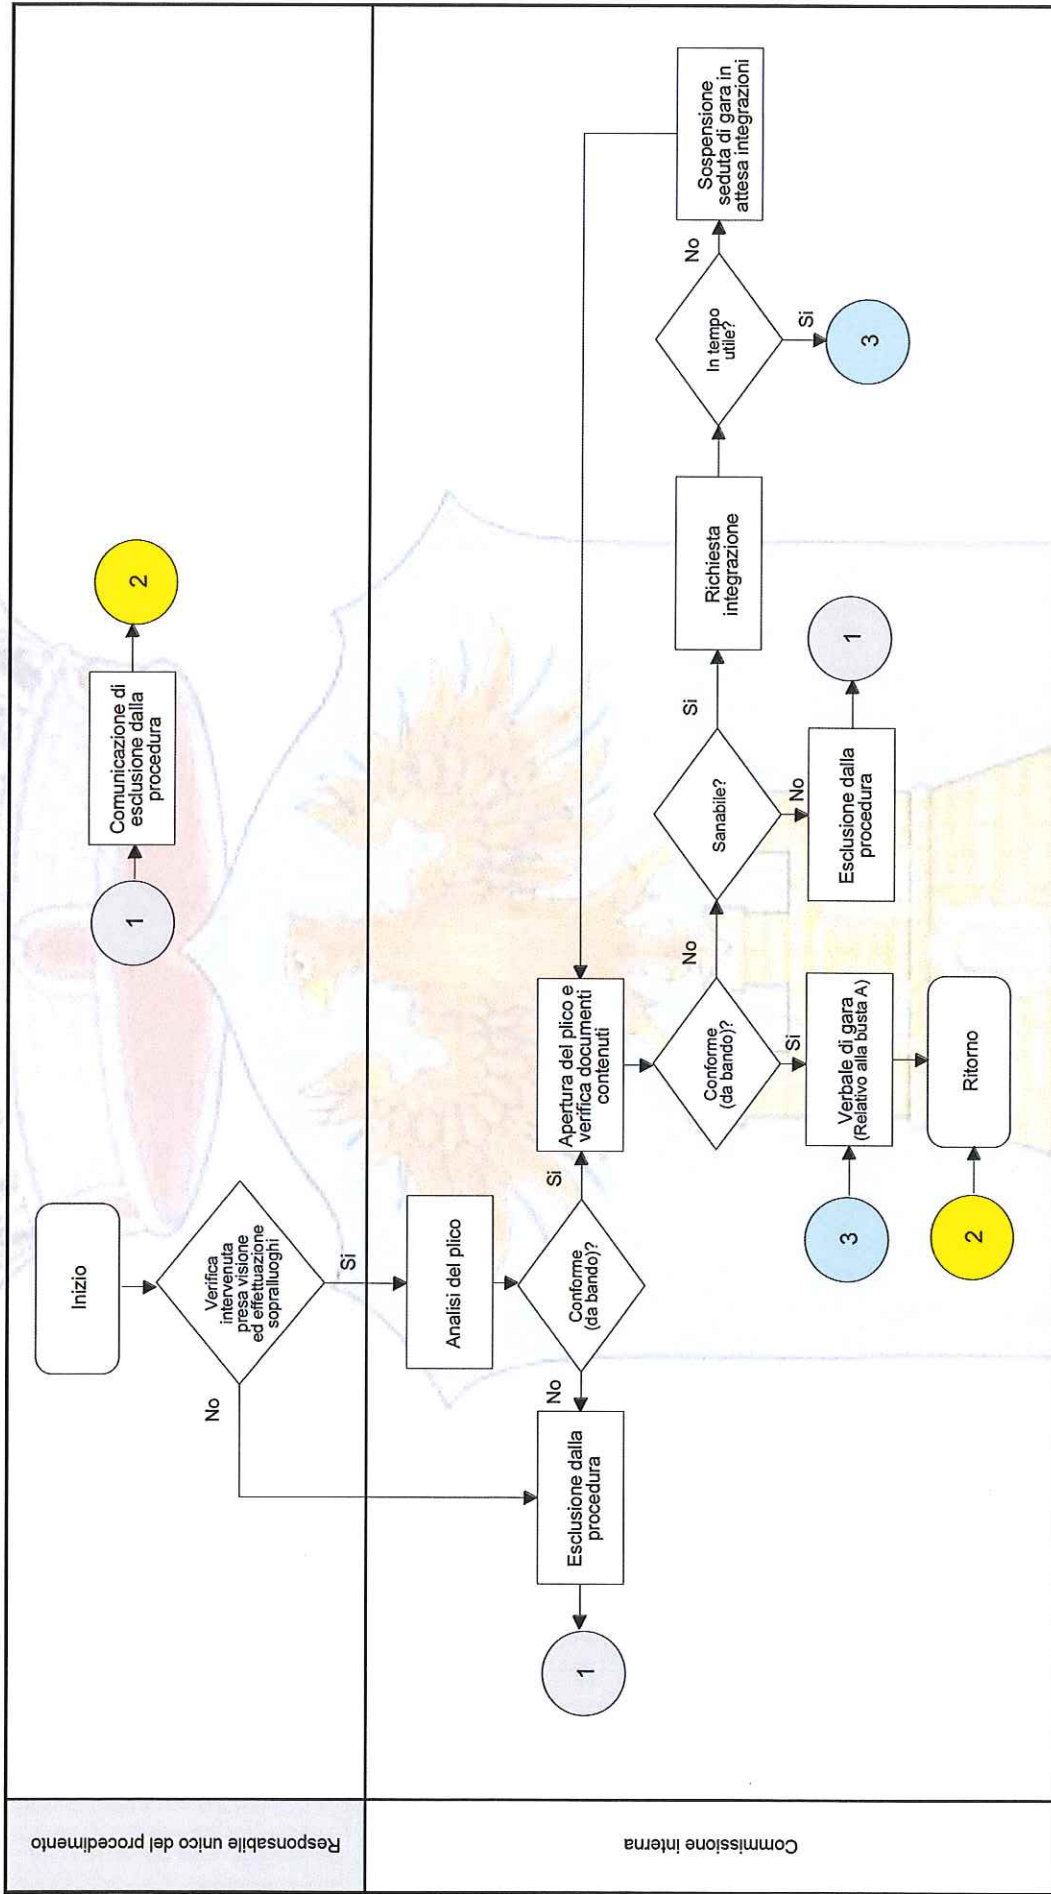 Responsabile unico del procedimento
Inizio
Verifica
intervenuta
presa visione
ed effettuazione
sopralluoghi
No
Si
1
Comunicazione di
esclusione dalla
procedura
2
Commissione interna
Analisi del plico
Conforme
(da bando)?
No
Si
Esclusione dalla
procedura
1
Apertura del plico e
verifica documenti
contenuti
Conforme
(da bando)?
No
Si
Sanabile?
Si
No
Richiesta
integrazione
In tempo
utile?
No
Si
Sospensione
seduta di gara in
attesa integrazioni
3
Esclusione dalla
procedura
1
3
Verbale di gara
(Relativo alla busta A)
2
Ritorno